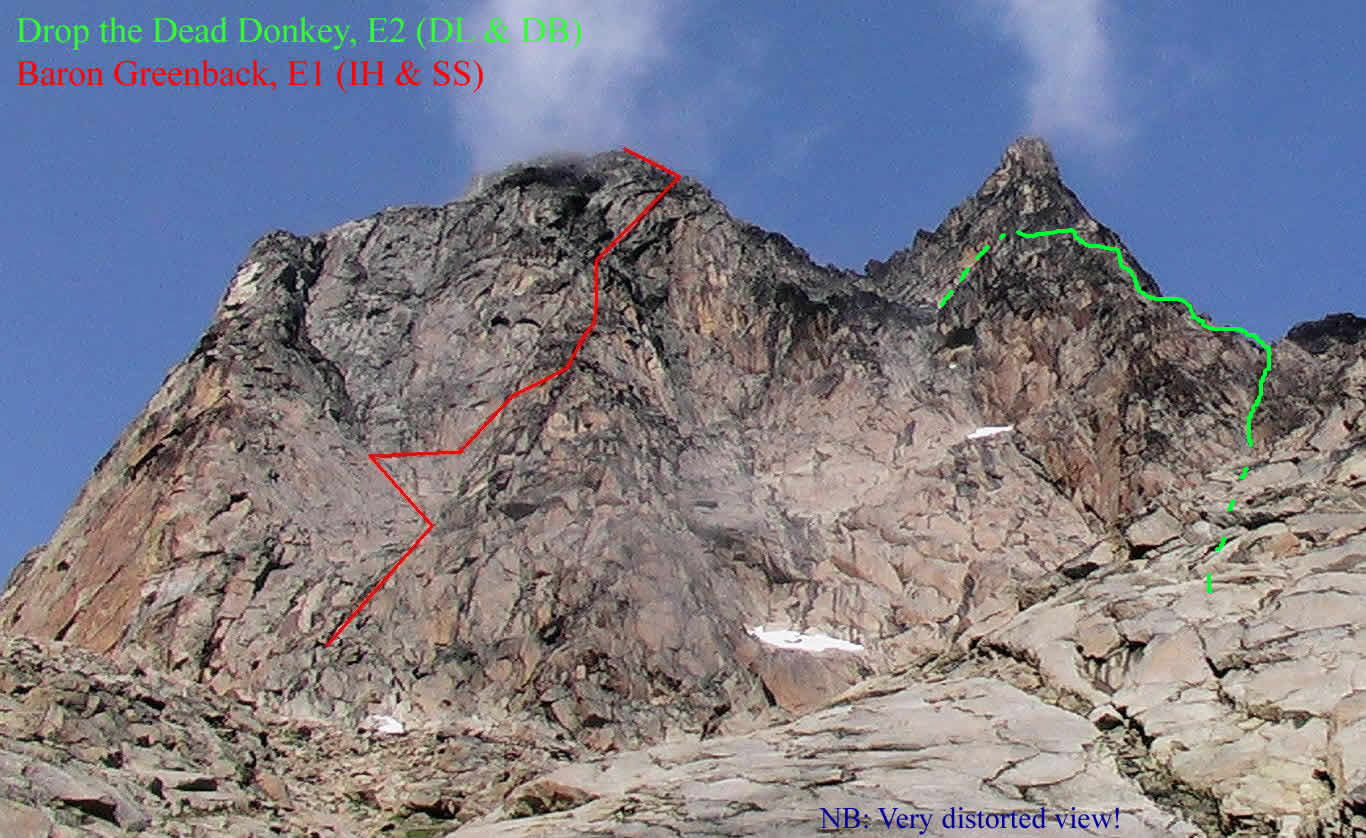 Drop the Dead Donkey, E2 (DL & DB)
Baron Greenback, E1 (IH & SS)
NB: Very distorted view!